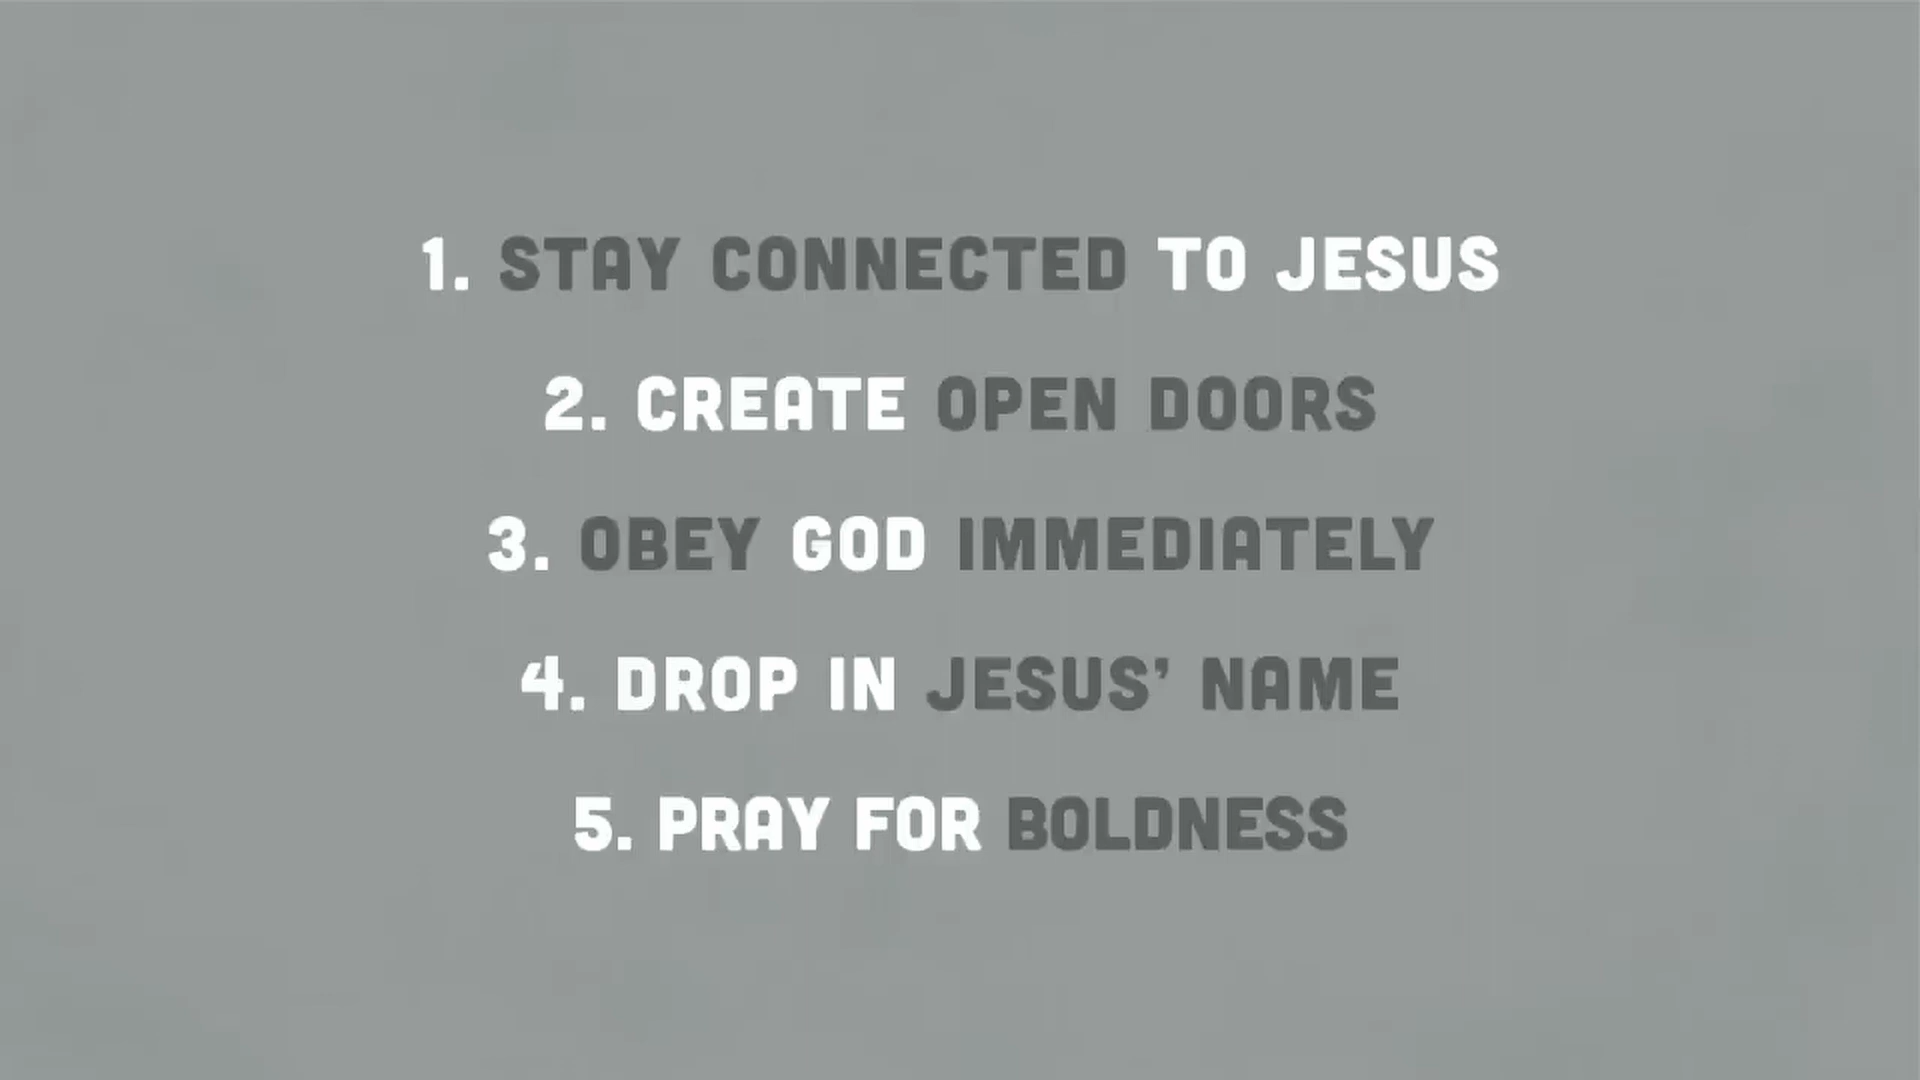 1. STAY CONNECTED TO JESUS
2. CREATE OPEN DOORS
3. OBEY GOD IMMEDIATELY
4. DROP IN JESUS’ NAME
5. PRAY FOR BOLDNESS